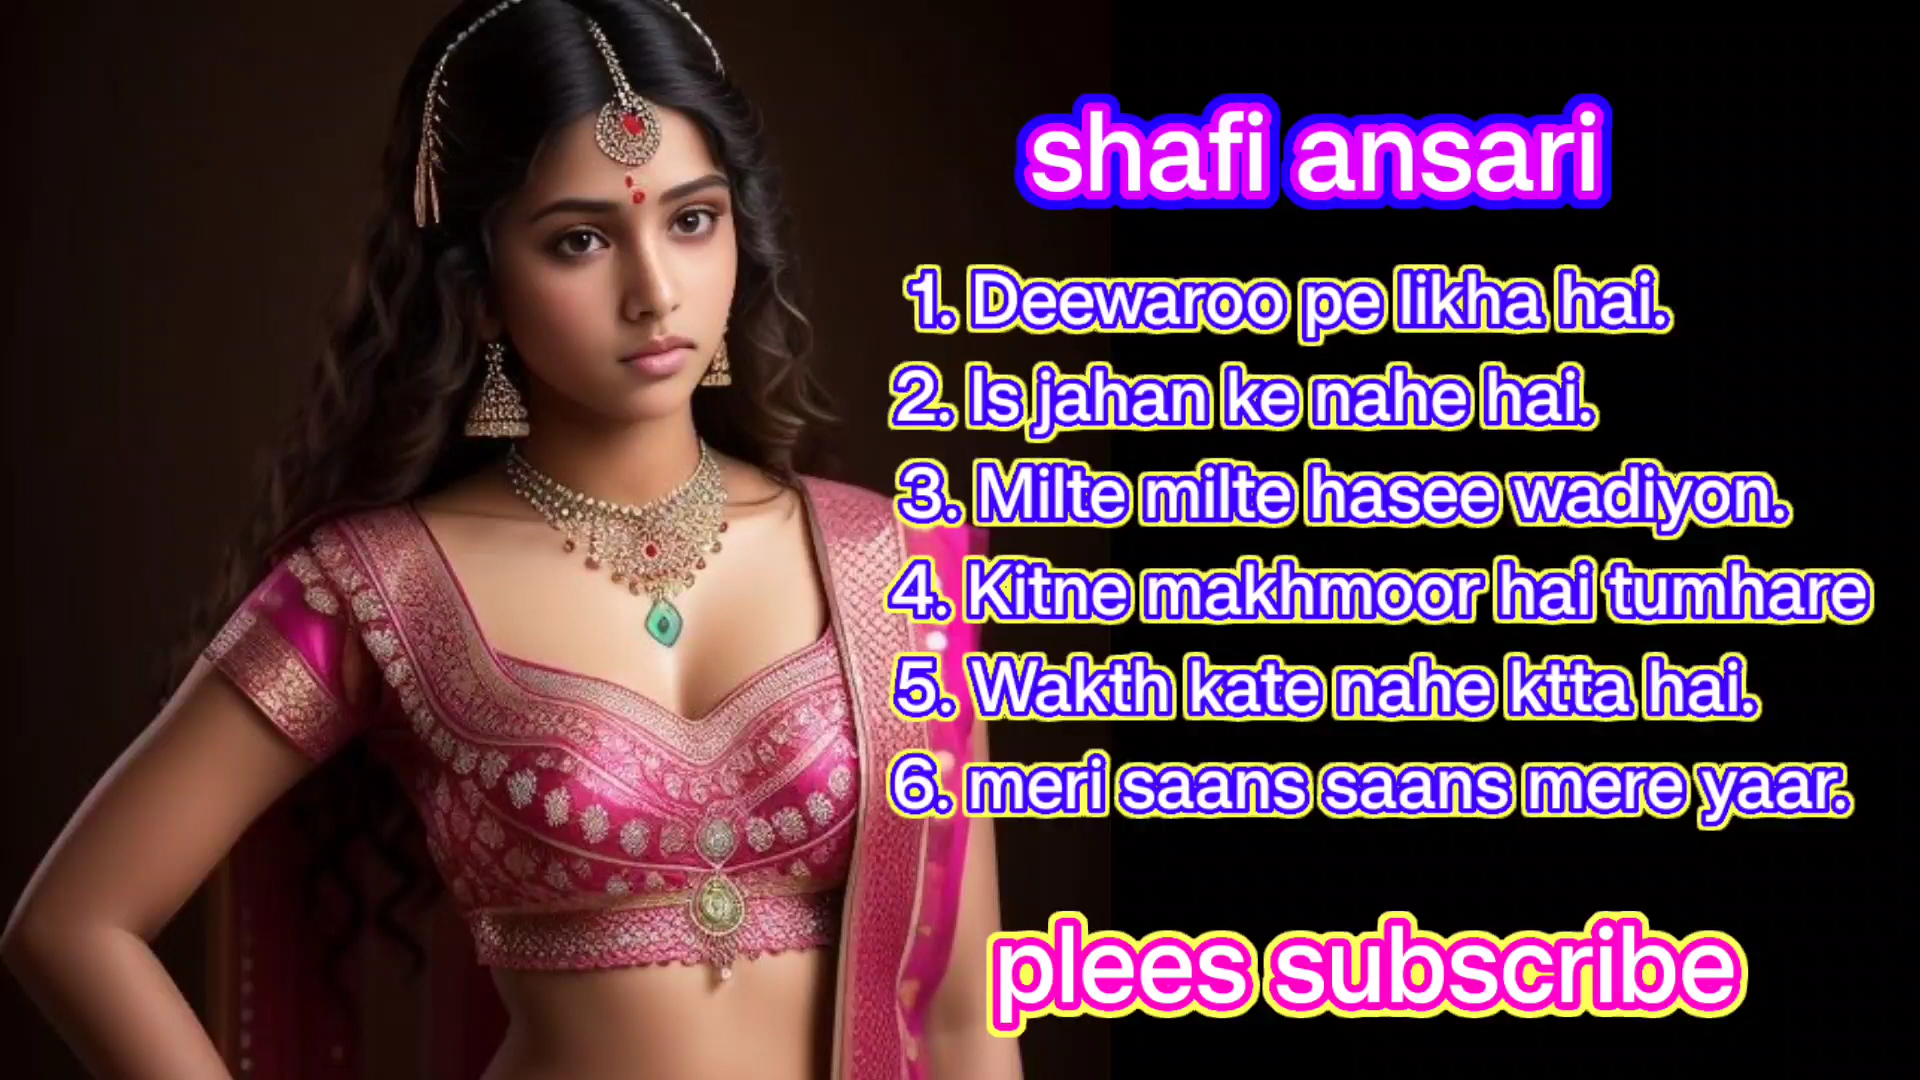 shafi ansari
1. Deewaroo pe likha hai.
2. Is jahan ke nahe hai.
3. Milte milte hasee wadiyon.
4. Kitne makhmoor hai tumhare
5. Wakth kate nahe ktta hai.
6. meri saans saans mere yaar.
plees subscribe